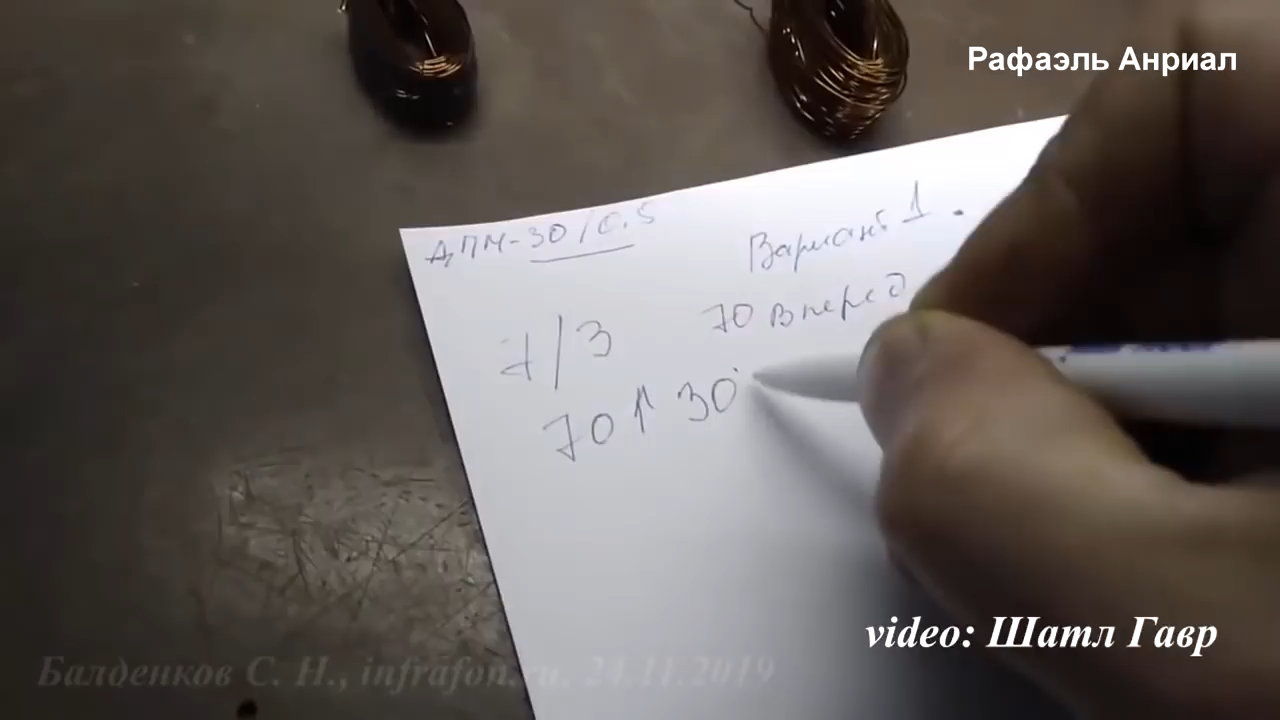 Рафаэль Анриал
ДПМ-30/0.5
Вариант 1.
7/3
70 вперед
70↑ 30
video: Шатл Гавр
Балденков С. Н., infrafon.ru, 24.11.2019